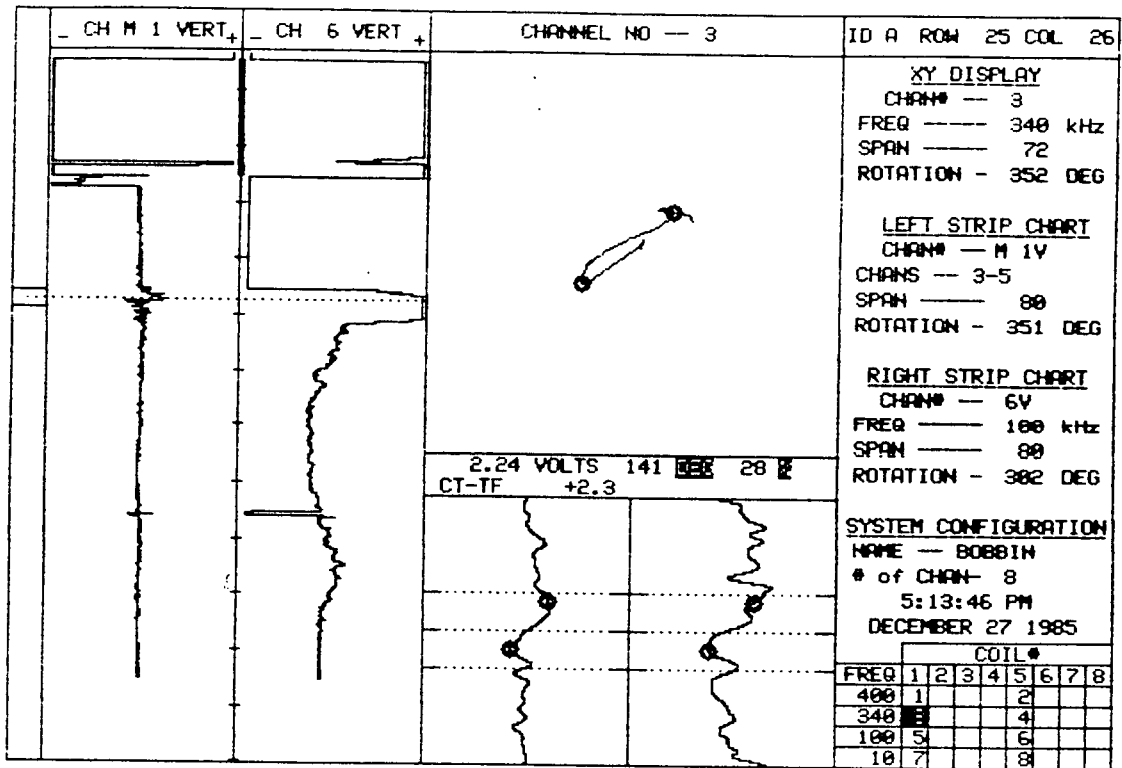 _ CH M 1 VERT + _ CH 6 VERT + CHANNEL NO -- 3 ID A ROW 25 COL 26
XY DISPLAY
CHAN# -- 3
FREQ ----- 340 kHz
SPAN ----- 72
ROTATION - 352 DEG
LEFT STRIP CHART
CHAN# -- M 1V
CHANS -- 3-5
SPAN ----- 80
ROTATION - 351 DEG
RIGHT STRIP CHART
CHAN# -- 6V
FREQ ----- 100 kHz
SPAN ----- 80
ROTATION - 302 DEG
2.24 VOLTS 141 28
CT-TF +2.3
SYSTEM CONFIGURATION
NAME -- BOBBIN
# of CHAN- 8
5:13:46 PM
DECEMBER 27 1985
COIL#
FREQ 1 2 3 4 5 6 7 8
400 1 2
340 4
100 5 6
10 7 8